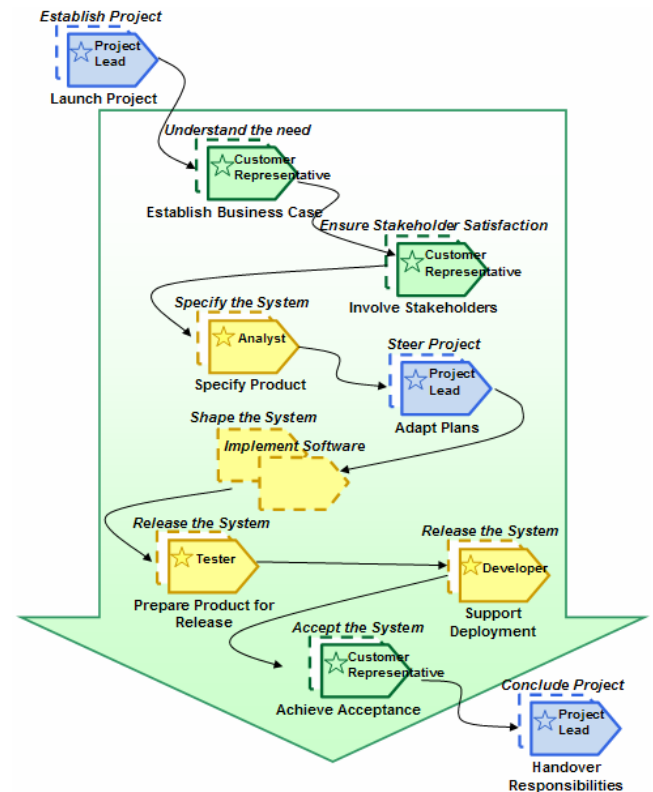 Establish Project
Project
Lead
Launch Project
Understand the need
Customer
Representative
Establish Business Case
Ensure Stakeholder Satisfaction
Customer
Representative
Involve Stakeholders
Specify the System
Analyst
Specify Product
Steer Project
Project
Lead
Adapt Plans
Shape the System
Implement Software
Release the System
Tester
Prepare Product for
Release
Release the System
Developer
Support
Deployment
Accept the System
Customer
Representative
Achieve Acceptance
Conclude Project
Project
Lead
Handover
Responsibilities